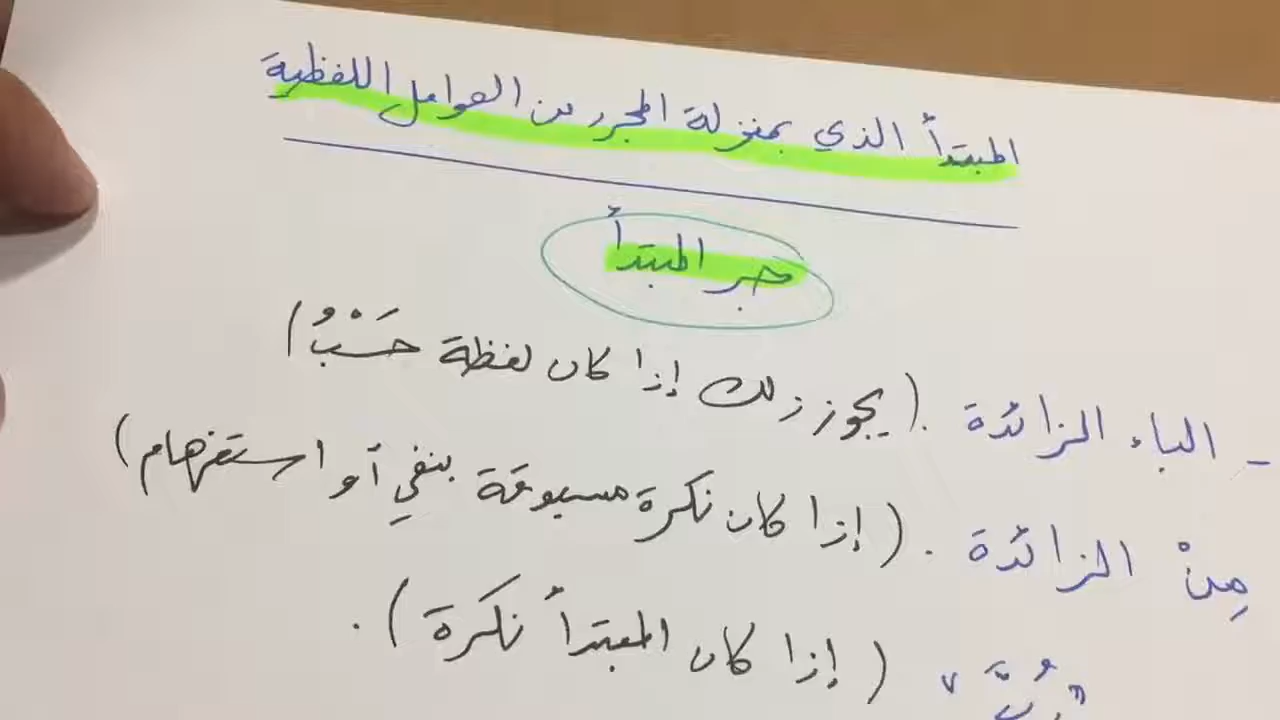 المبتدأ الذي بمنزلة المجرد من العوامل اللفظية
جر المبتدأ
- الباء الزائدة . (يجوز ذلك إذا كان لفظة حَسْبُ)
مِنْ الزائدة . (إذا كان نكرة مسبوقة بنفي أو استفهام)
"رُبَّ" (إذا كان المبتدأ نكرة) .